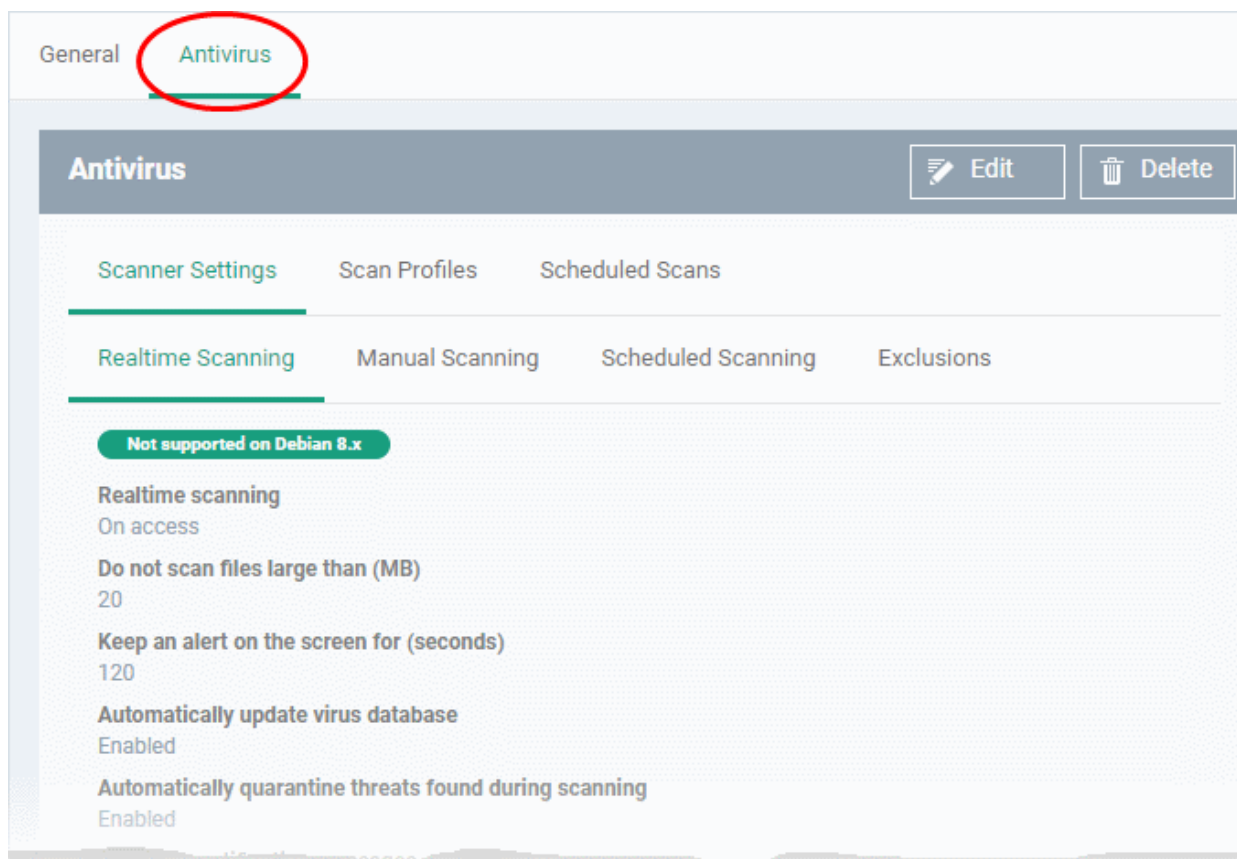 General Antivirus
Antivirus Edit Delete
Scanner Settings Scan Profiles Scheduled Scans
Realtime Scanning Manual Scanning Scheduled Scanning Exclusions
Not supported on Debian 8.x
Realtime scanning
On access
Do not scan files large than (MB)
20
Keep an alert on the screen for (seconds)
120
Automatically update virus database
Enabled
Automatically quarantine threats found during scanning
Enabled